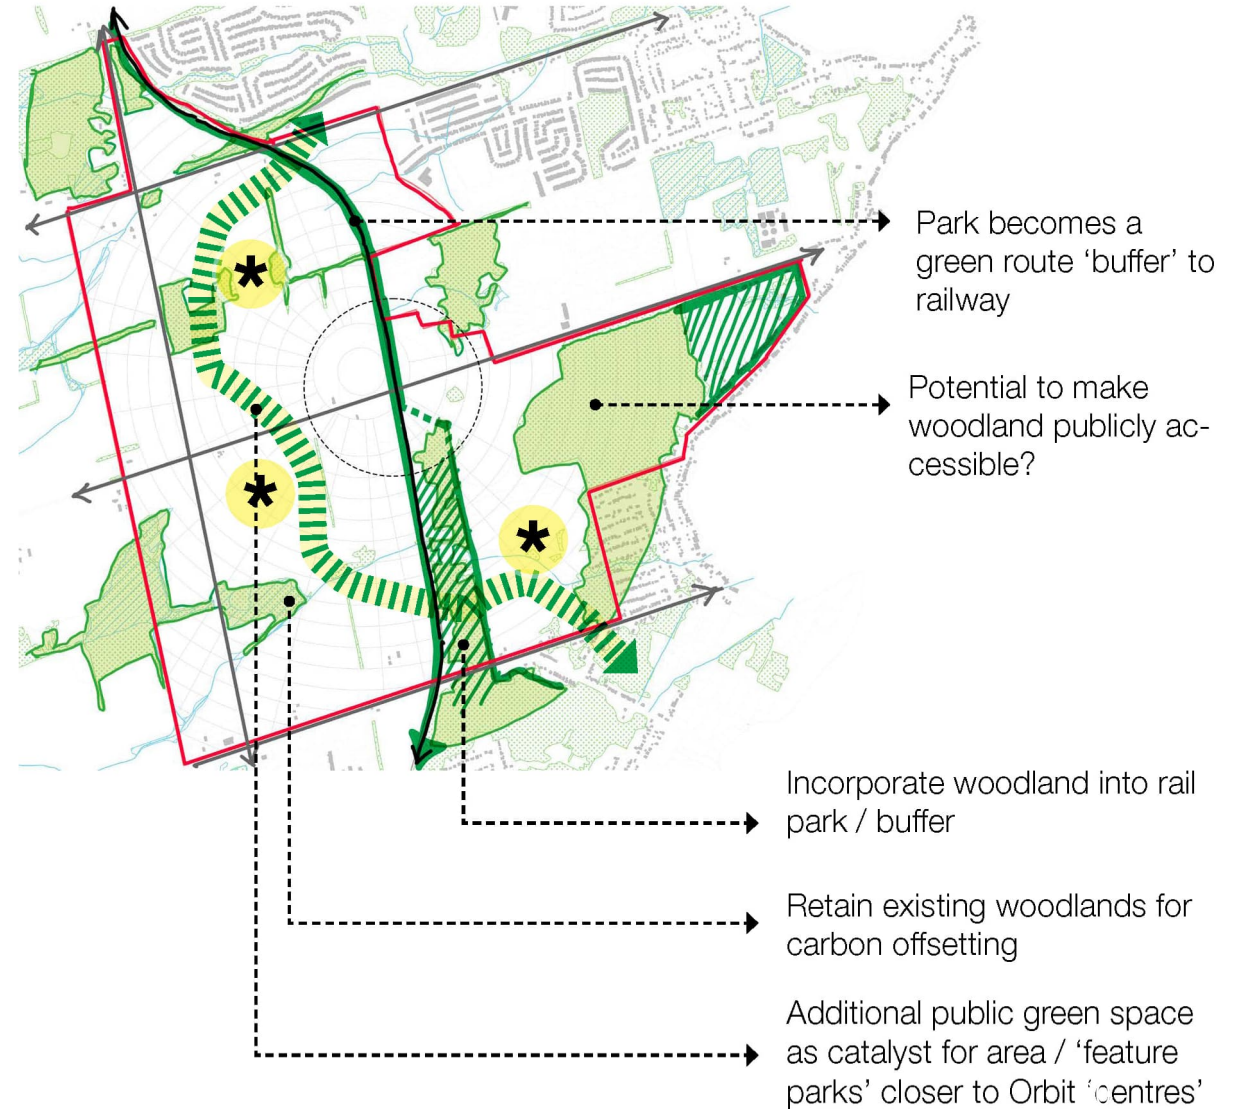 Park becomes a
green route ‘buffer’ to
railway
Potential to make
woodland publicly ac-
cessible?
Incorporate woodland into rail
park / buffer
Retain existing woodlands for
carbon offsetting
Additional public green space
as catalyst for area / ‘feature
parks’ closer to Orbit ‘centres’